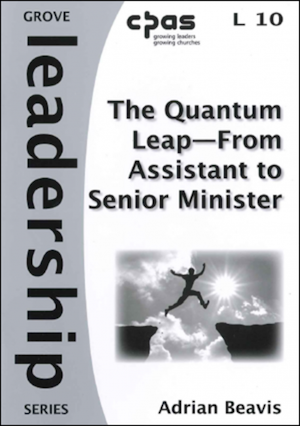 GROVE
leadership
SERIES
cpas
growing leaders
growing churches
L 10
The Quantum
Leap—From
Assistant to
Senior Minister
Adrian Beavis